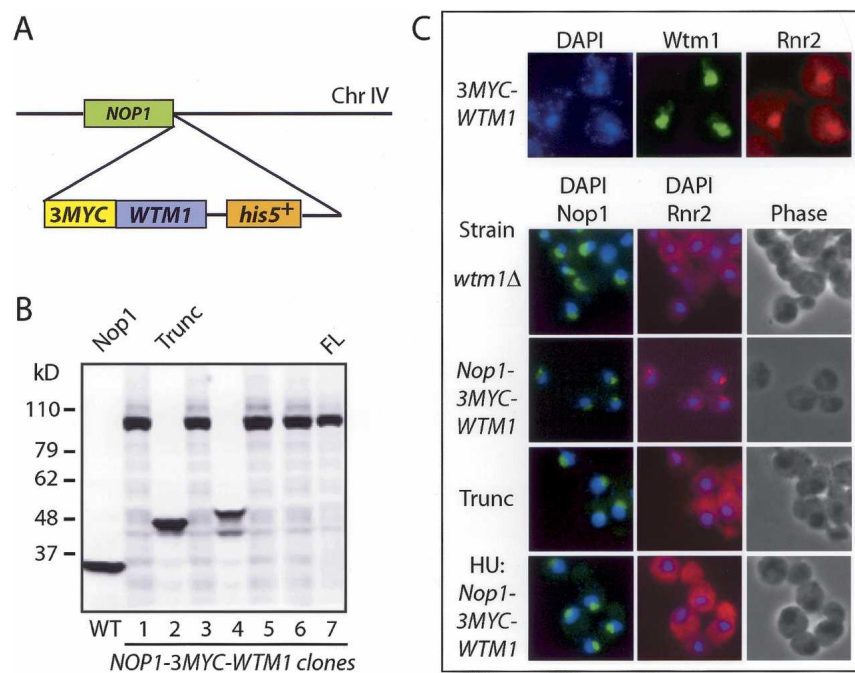 A
Chr IV
NOP1
3MYC
WTM1
his5+
B
Nop1
Trunc
FL
kD
110
79
62
48
37
WT 1 2 3 4 5 6 7
NOP1-3MYC-WTM1 clones
C
DAPI Wtm1 Rnr2
3MYC-
WTM1
DAPI DAPI
Nop1 Rnr2 Phase
Strain
wtm1Δ
Nop1-
3MYC-
WTM1
Trunc
HU:
Nop1-
3MYC-
WTM1